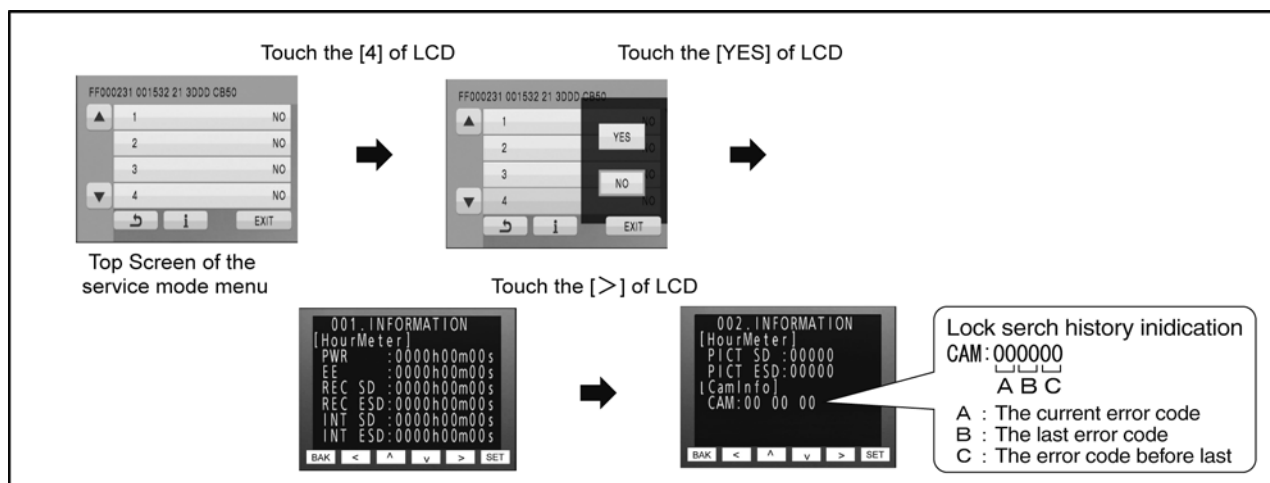 Touch the [4] of LCD
Touch the [YES] of LCD
FF000231 001532 21 3DDD CB50
▲ 1 NO
2 NO
3 NO
▼ 4 NO
i EXIT
Top Screen of the
service mode menu
FF000231 001532 21 3DDD CB50
▲ 1 NO
2 NO
3 NO
▼ 4 NO
YES
NO
i EXIT
Touch the [>] of LCD
001.INFORMATION
[HourMeter]
PWR :0000h00m00s
EE :0000h00m00s
REC SD :0000h00m00s
REC ESD:0000h00m00s
INT SD :0000h00m00s
INT ESD:0000h00m00s
BAK < ^ v > SET
002.INFORMATION
[HourMeter]
PICT SD :00000
PICT ESD:00000
[CamInfo]
CAM:00 00 00
BAK < ^ v > SET
Lock serch history inidication
CAM:000000
A B C
A : The current error code
B : The last error code
C : The error code before last